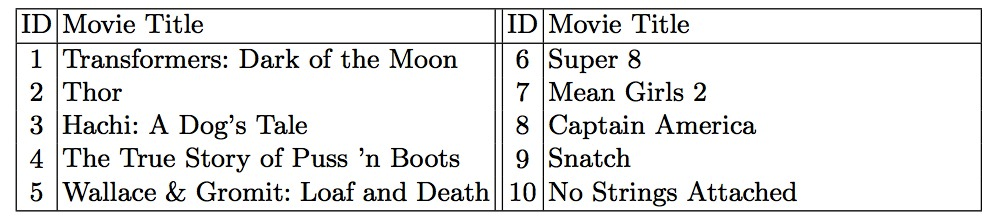 ID Movie Title ID Movie Title
1 Transformers: Dark of the Moon 6 Super 8
2 Thor 7 Mean Girls 2
3 Hachi: A Dog's Tale 8 Captain America
4 The True Story of Puss 'n Boots 9 Snatch
5 Wallace & Gromit: Loaf and Death 10 No Strings Attached